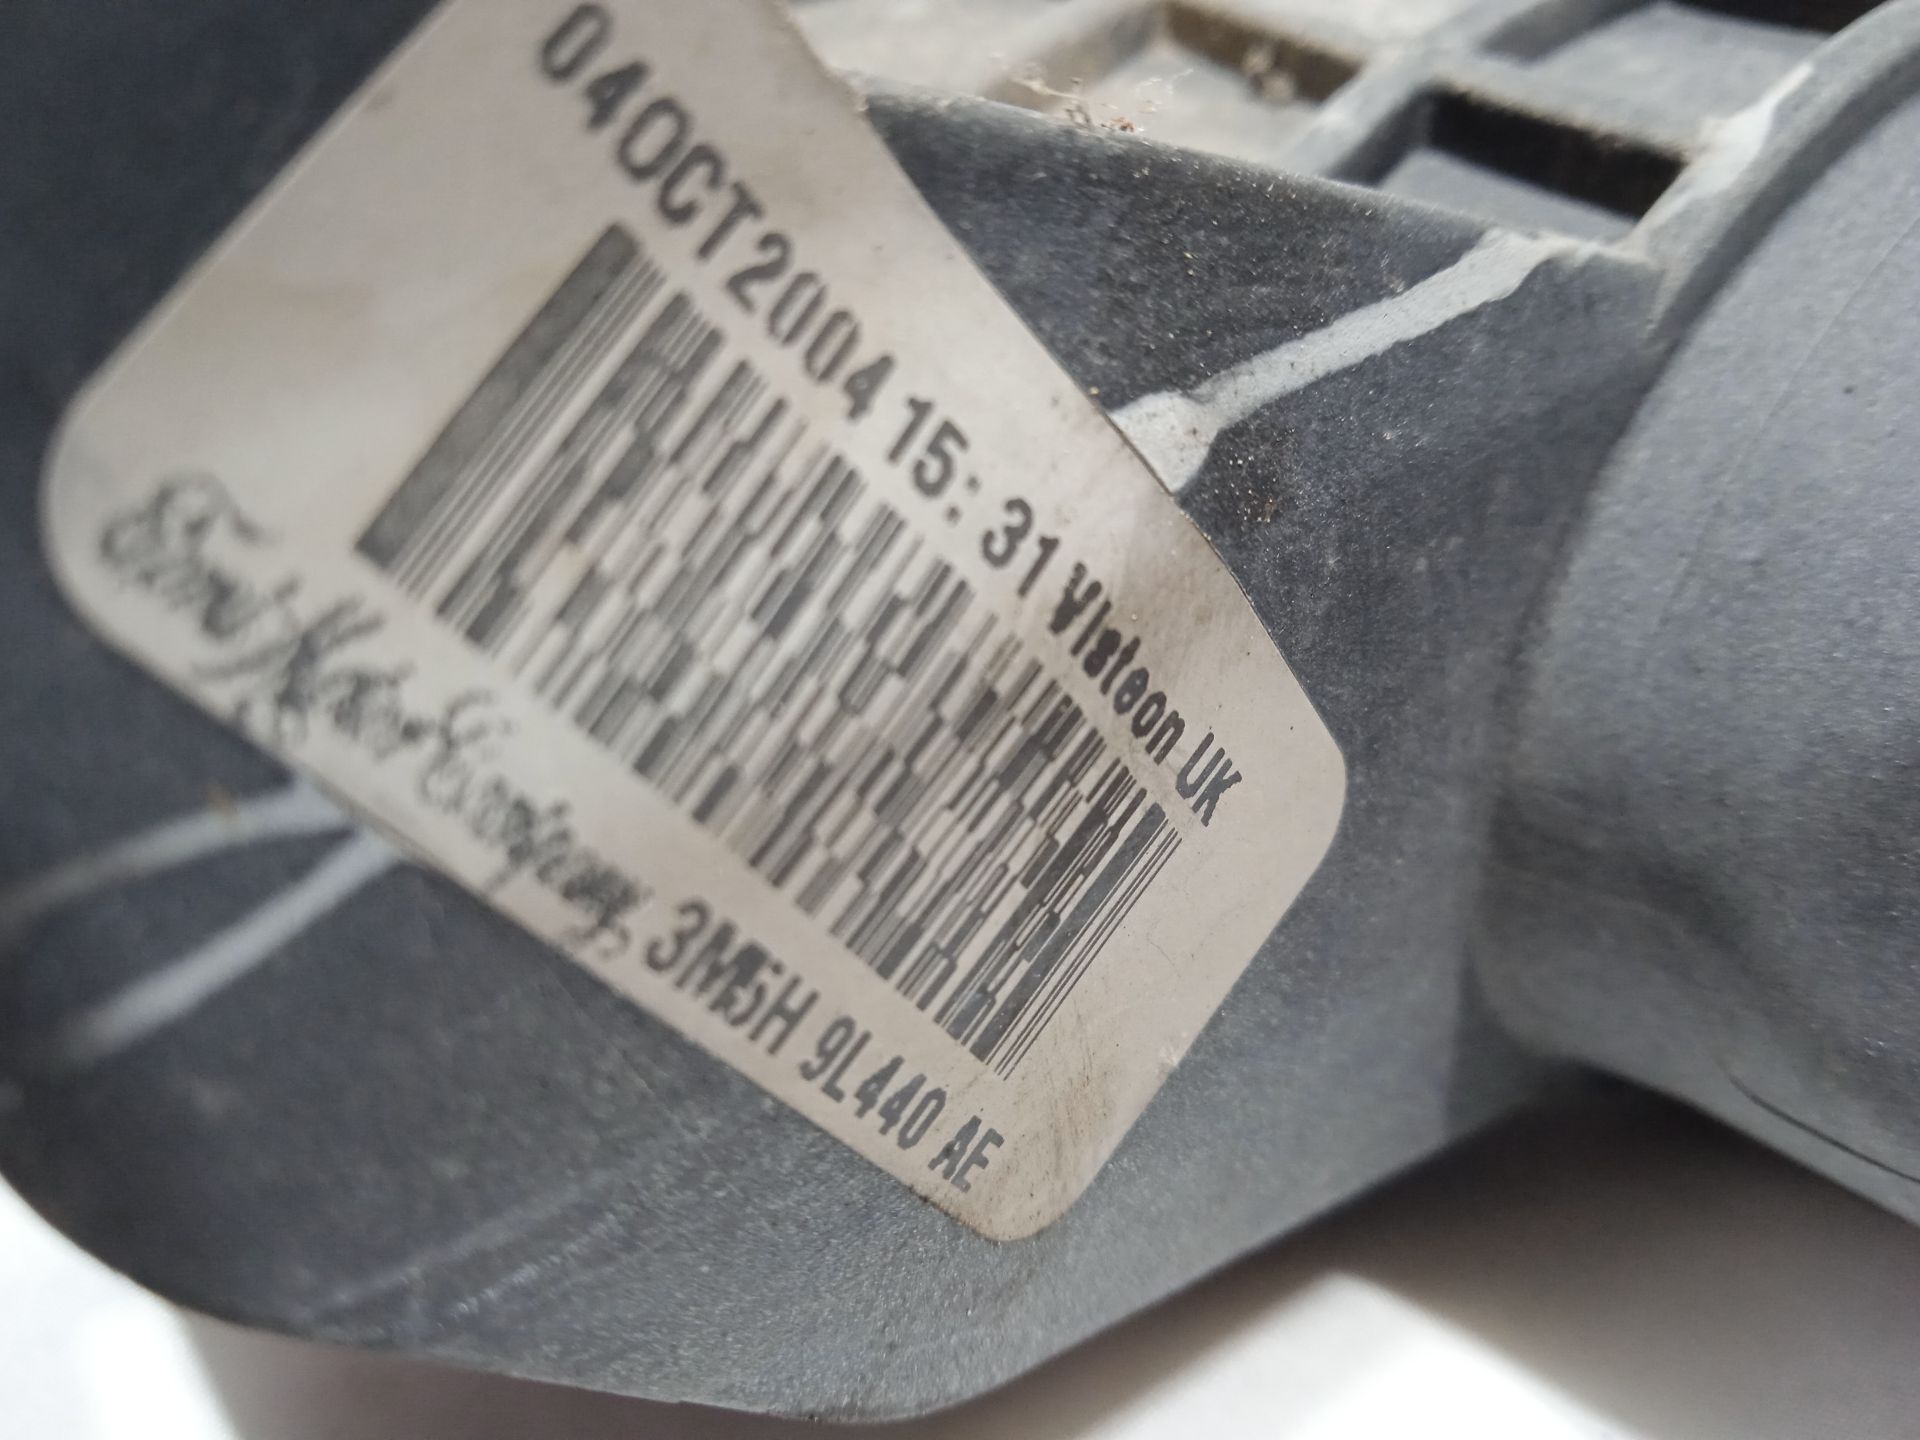 04OCT2004 15:31 Visteon UK
Ford Motor Company 3M5H 9L440 AE